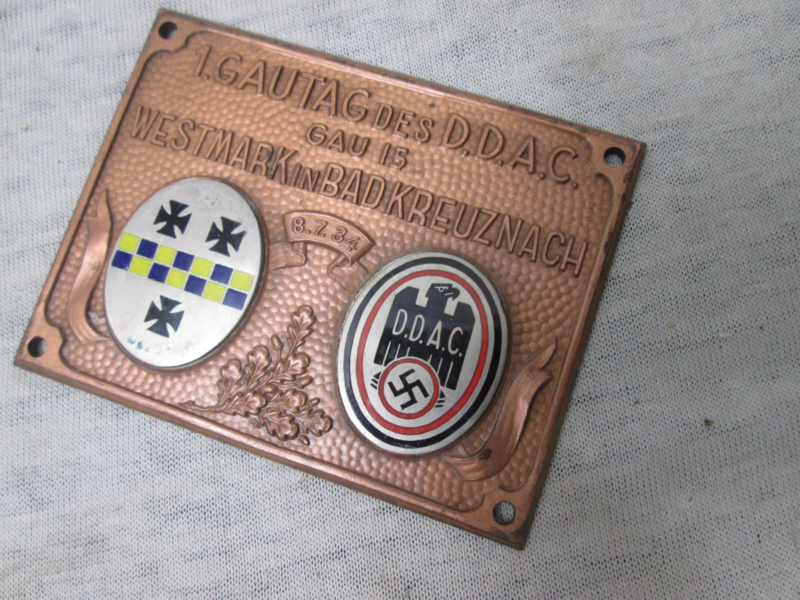 1. GAUTAG DES D.D.A.C.
GAU 15
WESTMARK IN BAD KREUZNACH
8.7.34
D.D.A.C.